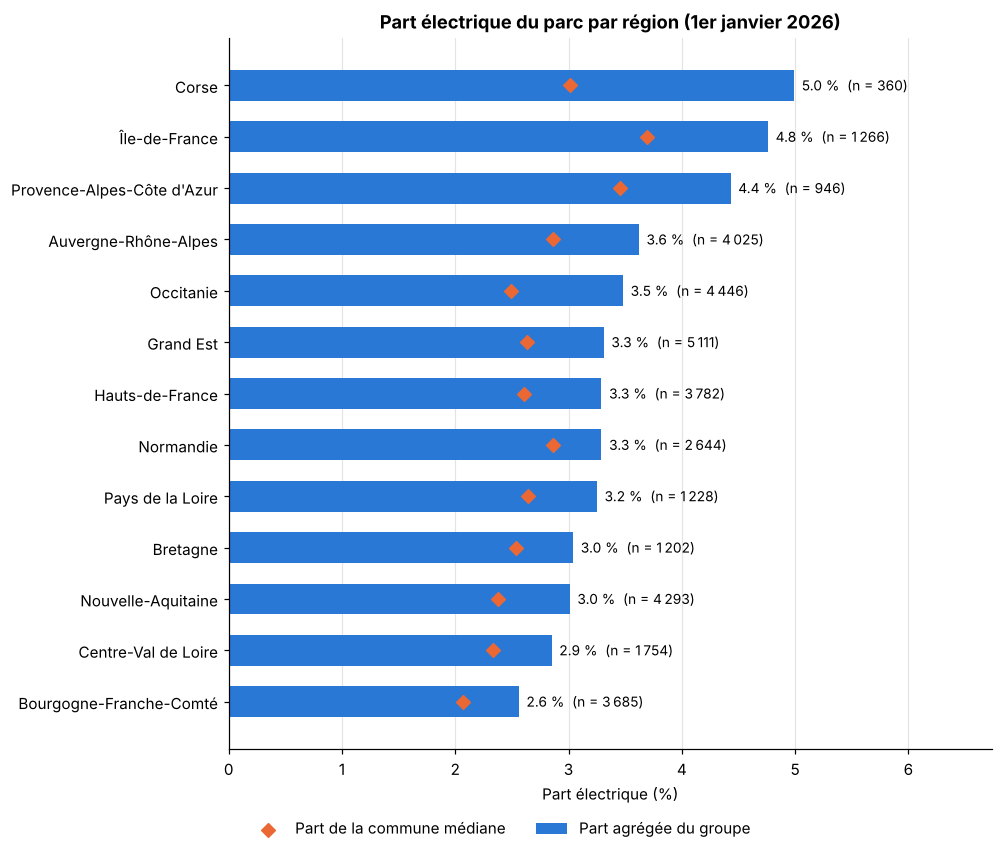 Part électrique du parc par région (1er janvier 2026)
Corse 5.0 % (n = 360)
Île-de-France 4.8 % (n = 1 266)
Provence-Alpes-Côte d'Azur 4.4 % (n = 946)
Auvergne-Rhône-Alpes 3.6 % (n = 4 025)
Occitanie 3.5 % (n = 4 446)
Grand Est 3.3 % (n = 5 111)
Hauts-de-France 3.3 % (n = 3 782)
Normandie 3.3 % (n = 2 644)
Pays de la Loire 3.2 % (n = 1 228)
Bretagne 3.0 % (n = 1 202)
Nouvelle-Aquitaine 3.0 % (n = 4 293)
Centre-Val de Loire 2.9 % (n = 1 754)
Bourgogne-Franche-Comté 2.6 % (n = 3 685)
0 1 2 3 4 5 6
Part électrique (%)
Part de la commune médiane Part agrégée du groupe